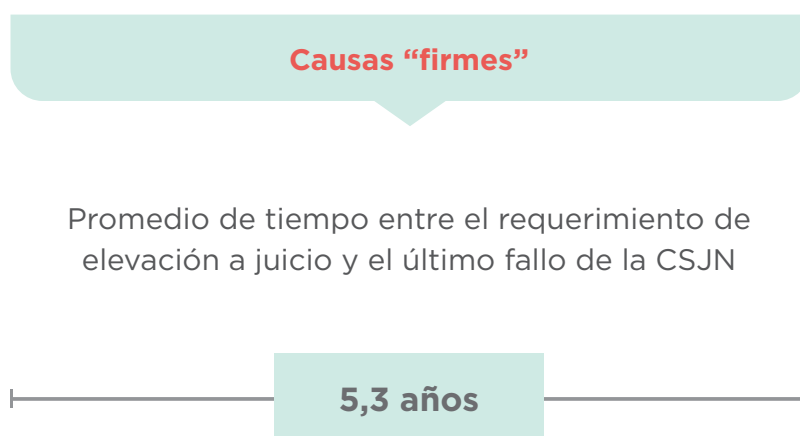 Causas “firmes”
Promedio de tiempo entre el requerimiento de
elevación a juicio y el último fallo de la CSJN
5,3 años